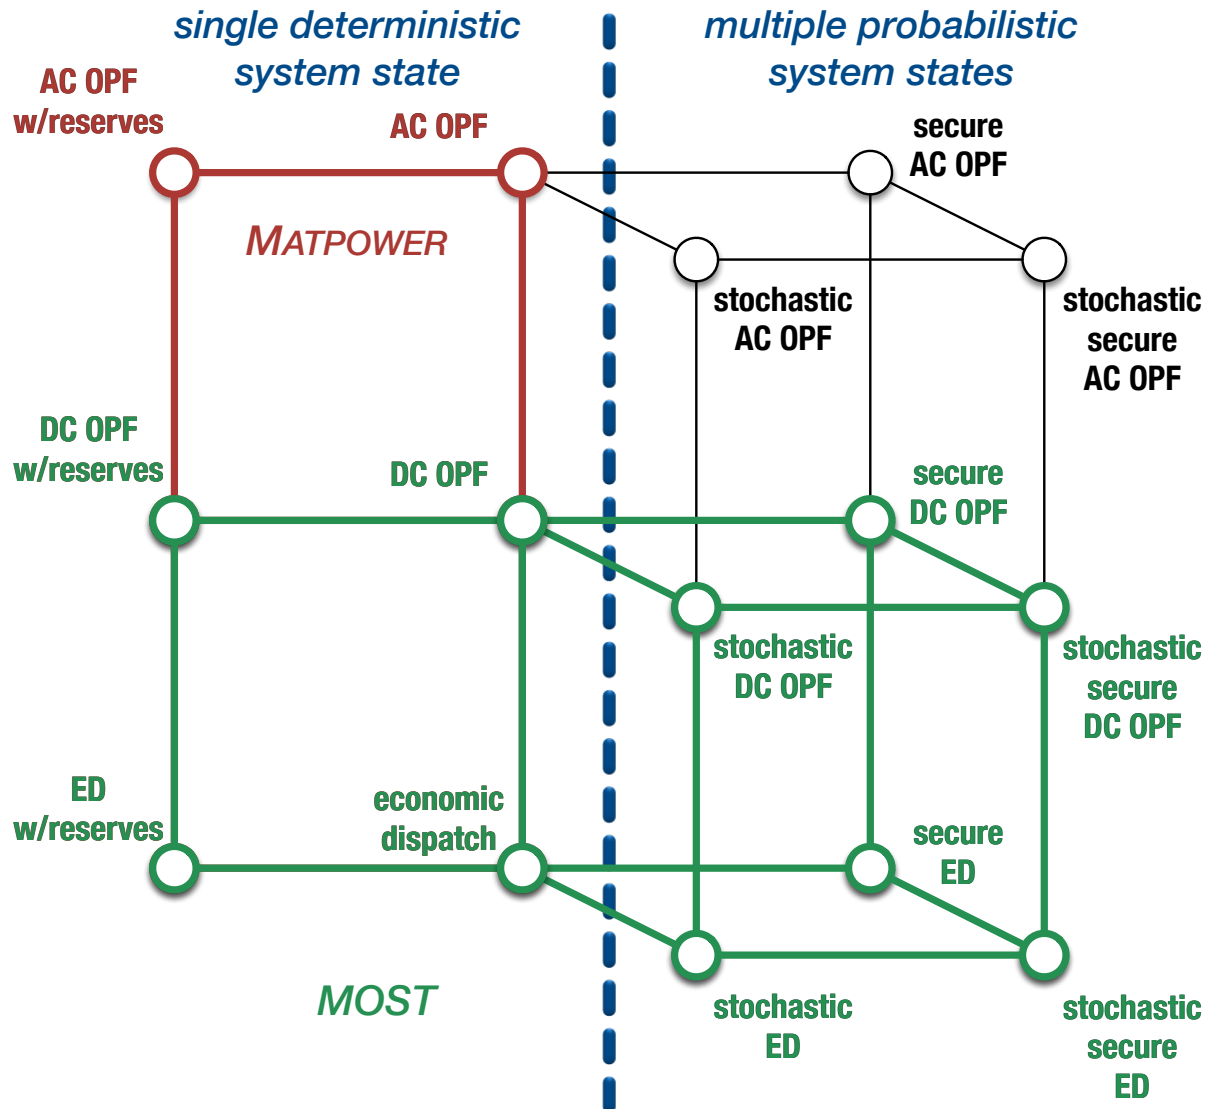 single deterministic
system state
multiple probabilistic
system states
AC OPF
w/reserves
AC OPF
secure
AC OPF
MATPOWER
stochastic
AC OPF
stochastic
secure
AC OPF
DC OPF
w/reserves
DC OPF
secure
DC OPF
stochastic
DC OPF
stochastic
secure
DC OPF
ED
w/reserves
economic
dispatch
secure
ED
MOST
stochastic
ED
stochastic
secure
ED